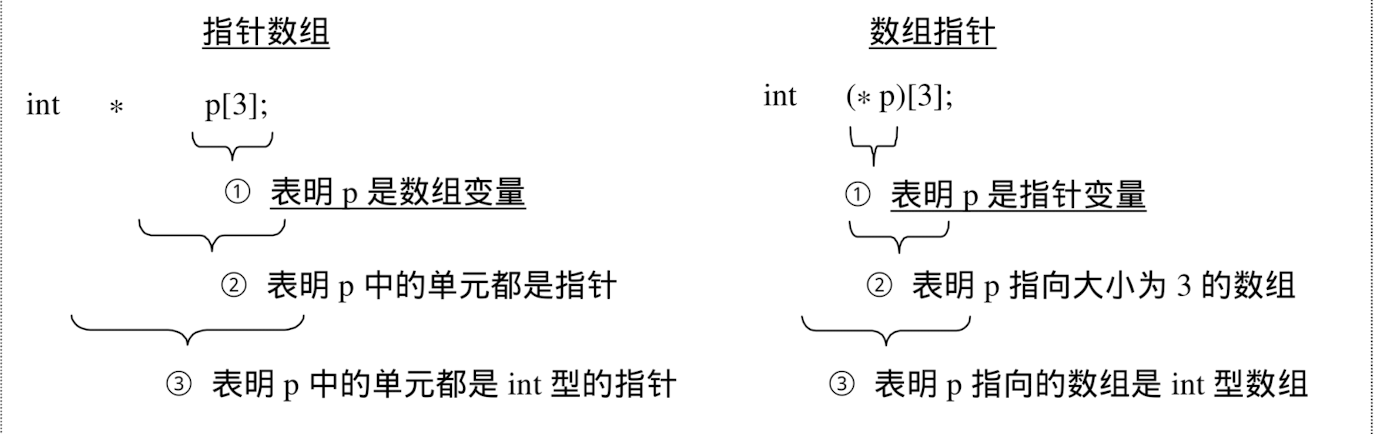 指针数组
int * p[3];
① 表明 p 是数组变量
② 表明 p 中的单元都是指针
③ 表明 p 中的单元都是 int 型的指针
数组指针
int (* p)[3];
① 表明 p 是指针变量
② 表明 p 指向大小为 3 的数组
③ 表明 p 指向的数组是 int 型数组